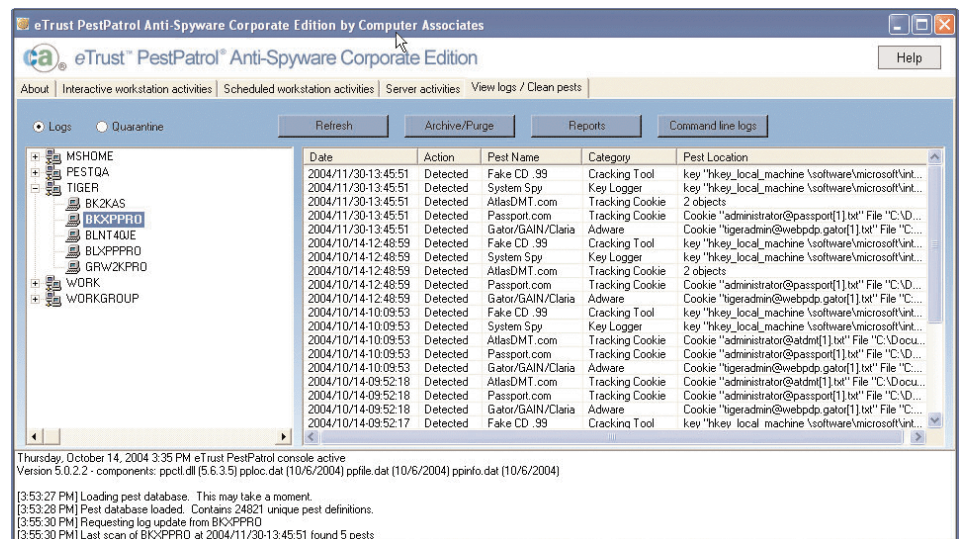 eTrust PestPatrol Anti-Spyware Corporate Edition by Computer Associates
ca® eTrust™ PestPatrol® Anti-Spyware Corporate Edition
Help
About Interactive workstation activities Scheduled workstation activities Server activities View logs / Clean pests
Logs Quarantine Refresh Archive/Purge Reports Command line logs
MSHOME
PESTQA
TIGER
BK2KAS
BKXPPRO
BLNT4QJE
BLXPPPRO
GRW2KPRO
WORK
WORKGROUP
Date Action Pest Name Category Pest Location
2004/11/30-13:45:51 Detected Fake CD .99 Cracking Tool key "hkey_local_machine \software\microsoft\int...
2004/11/30-13:45:51 Detected System Spy Key Logger key "hkey_local_machine \software\microsoft\int...
2004/11/30-13:45:51 Detected AtlasDMT.com Tracking Cookie 2 objects
2004/11/30-13:45:51 Detected Passport.com Tracking Cookie Cookie "administrator@passport[1].txt" File "C:\D...
2004/11/30-13:45:51 Detected Gator/GAIN/Claria Adware Cookie "tigeradmin@webpdp.gator[1].txt" File "C:...
2004/10/14-12:48:59 Detected Fake CD .99 Cracking Tool key "hkey_local_machine \software\microsoft\int...
2004/10/14-12:48:59 Detected System Spy Key Logger key "hkey_local_machine \software\microsoft\int...
2004/10/14-12:48:59 Detected AtlasDMT.com Tracking Cookie 2 objects
2004/10/14-12:48:59 Detected Passport.com Tracking Cookie Cookie "administrator@passport[1].txt" File "C:\D...
2004/10/14-12:48:59 Detected Gator/GAIN/Claria Adware Cookie "tigeradmin@webpdp.gator[1].txt" File "C:...
2004/10/14-10:09:53 Detected Fake CD .99 Cracking Tool key "hkey_local_machine \software\microsoft\int...
2004/10/14-10:09:53 Detected System Spy Key Logger key "hkey_local_machine \software\microsoft\int...
2004/10/14-10:09:53 Detected AtlasDMT.com Tracking Cookie Cookie "administrator@atdmt[1].txt" File "C:\Docu...
2004/10/14-10:09:53 Detected Passport.com Tracking Cookie Cookie "administrator@passport[1].txt" File "C:\D...
2004/10/14-10:09:53 Detected Gator/GAIN/Claria Adware Cookie "tigeradmin@webpdp.gator[1].txt" File "C:...
2004/10/14-09:52:18 Detected AtlasDMT.com Tracking Cookie Cookie "administrator@atdmt[1].txt" File "C:\Docu...
2004/10/14-09:52:18 Detected Passport.com Tracking Cookie Cookie "administrator@passport[1].txt" File "C:\D...
2004/10/14-09:52:18 Detected Gator/GAIN/Claria Adware Cookie "tigeradmin@webpdp.gator[1].txt" File "C:...
2004/10/14-09:52:17 Detected Fake CD .99 Cracking Tool key "hkey_local_machine \software\microsoft\int...
Thursday, October 14, 2004 3:35 PM eTrust PestPatrol console active
Version 5.0.2.2 - components: ppctl.dll (5.6.3.5) pploc.dat (10/6/2004) ppfile.dat (10/6/2004) ppinfo.dat (10/6/2004)
[3:53:27 PM] Loading pest database. This may take a moment.
[3:53:28 PM] Pest database loaded. Contains 24821 unique pest definitions.
[3:55:30 PM] Requesting log update from BKXPPRO
[3:55:30 PM] Last scan of BKXPPRO at 2004/11/30-13:45:51 found 5 pests